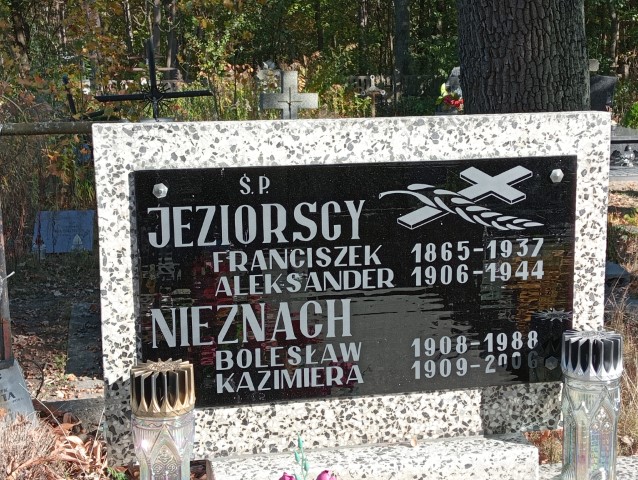 Ś.P.
JEZIORSCY
FRANCISZEK 1865-1937
ALEKSANDER 1906-1944
NIEZNACH
BOLESŁAW 1908-1988
KAZIMIERA 1909-2006